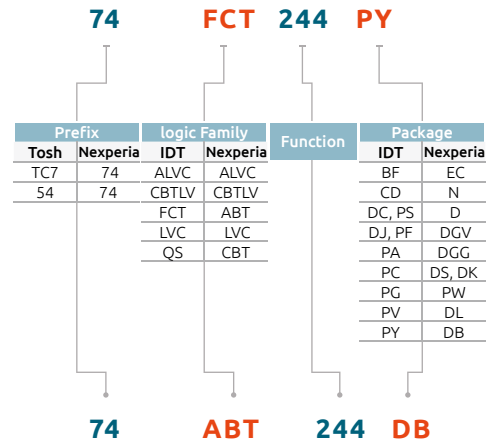 74 FCT 244 PY
Prefix logic Family Function Package
Tosh Nexperia IDT Nexperia IDT Nexperia
TC7 74 ALVC ALVC BF EC
54 74 CBTLV CBTLV CD N
FCT ABT DC, PS D
LVC LVC DJ, PF DGV
QS CBT PA DGG
PC DS, DK
PG PW
PV DL
PY DB
74 ABT 244 DB